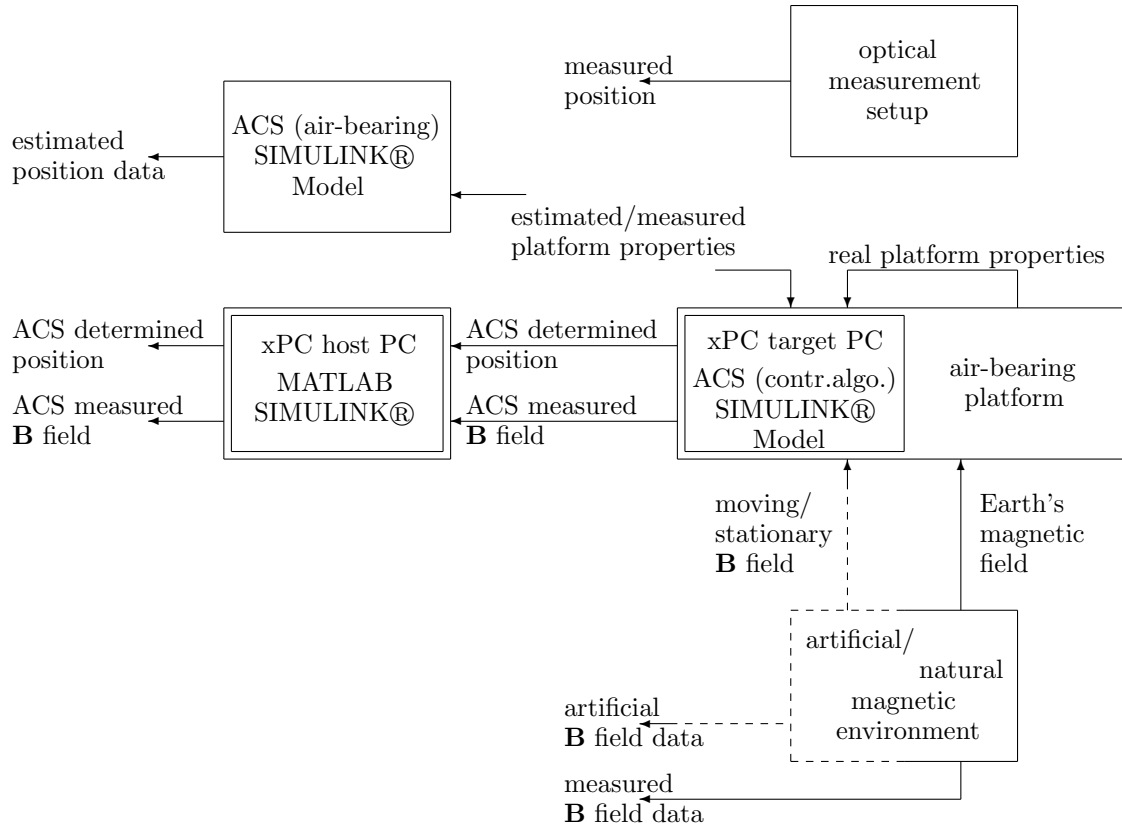 optical
measurement
setup
measured
position
ACS (air-bearing)
SIMULINK®
Model
estimated
position data
estimated/measured
platform properties
real platform properties
ACS determined
position
ACS measured
B field
xPC host PC
MATLAB
SIMULINK®
ACS determined
position
ACS measured
B field
xPC target PC
ACS (contr.algo.)
SIMULINK®
Model
air-bearing
platform
moving/
stationary
B field
Earth's
magnetic
field
artificial/
natural
magnetic
environment
artificial
B field data
measured
B field data